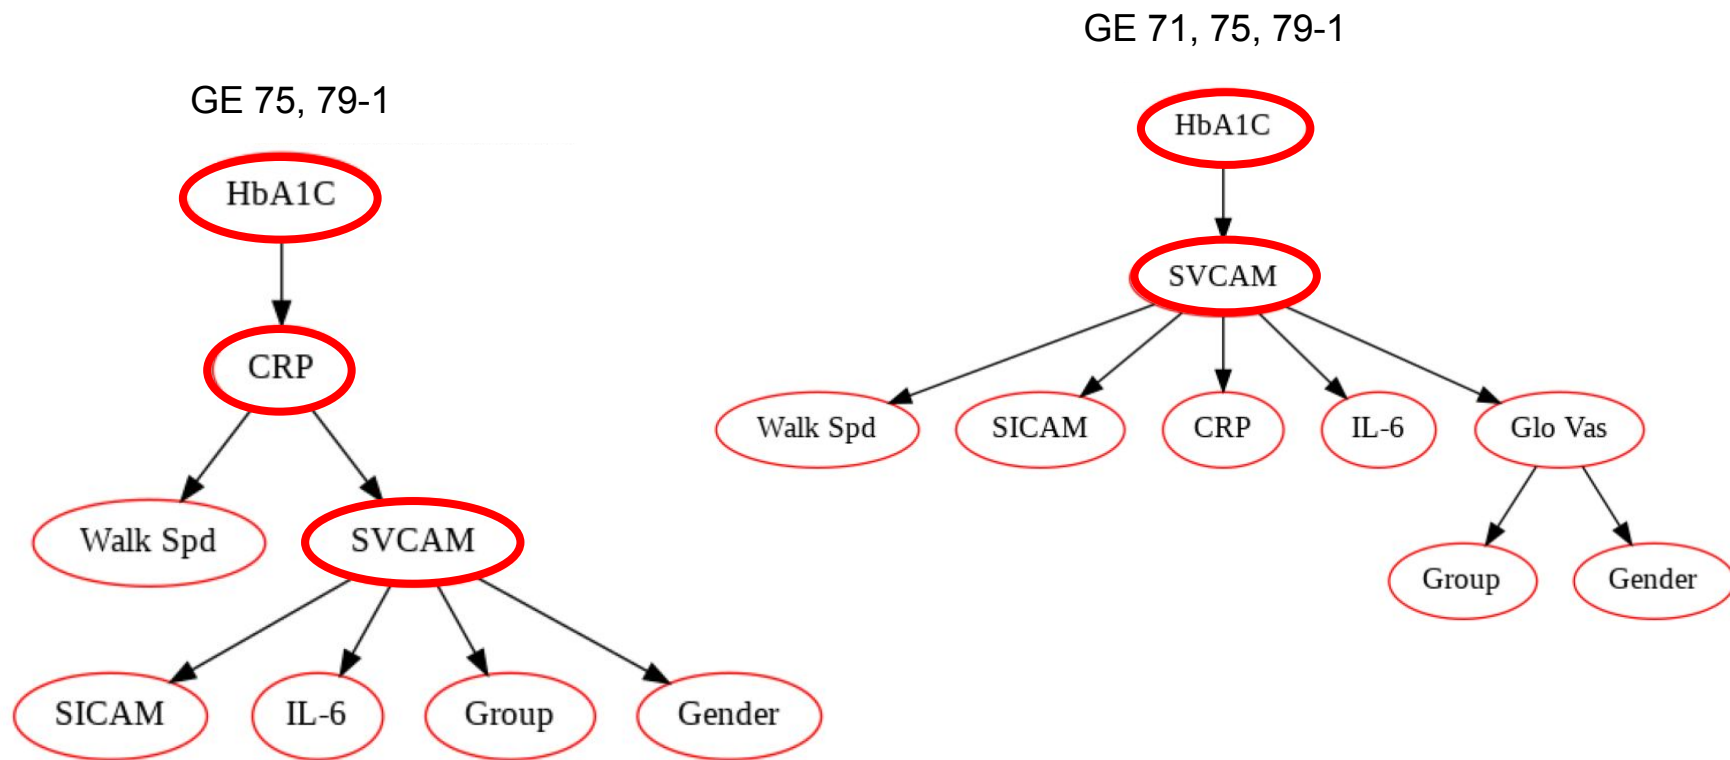 GE 75, 79-1
HbA1C
CRP
Walk Spd
SVCAM
SICAM
IL-6
Group
Gender
GE 71, 75, 79-1
HbA1C
SVCAM
Walk Spd
SICAM
CRP
IL-6
Glo Vas
Group
Gender